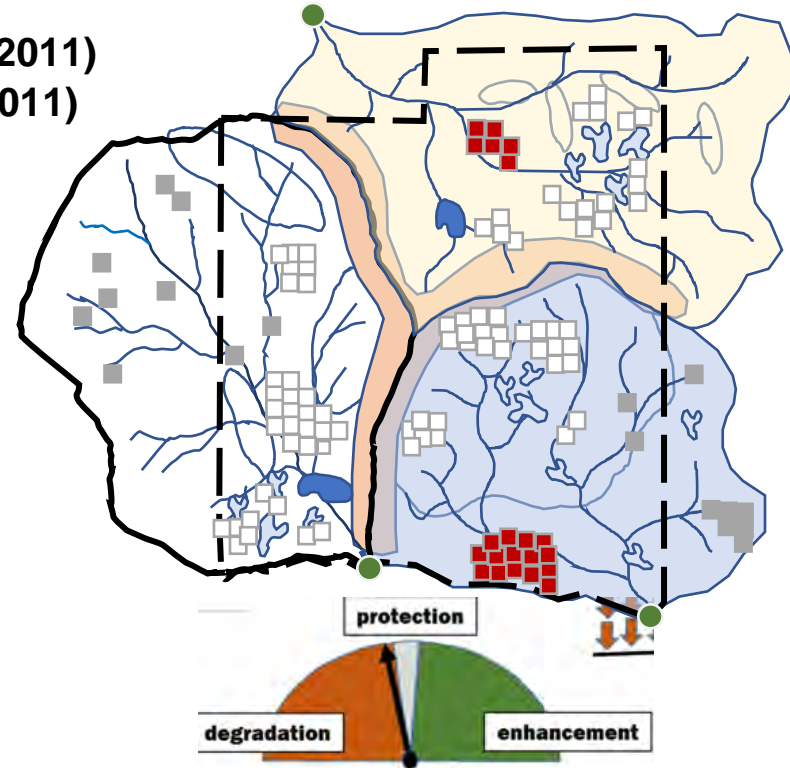 2011)
011)
protection
degradation
enhancement